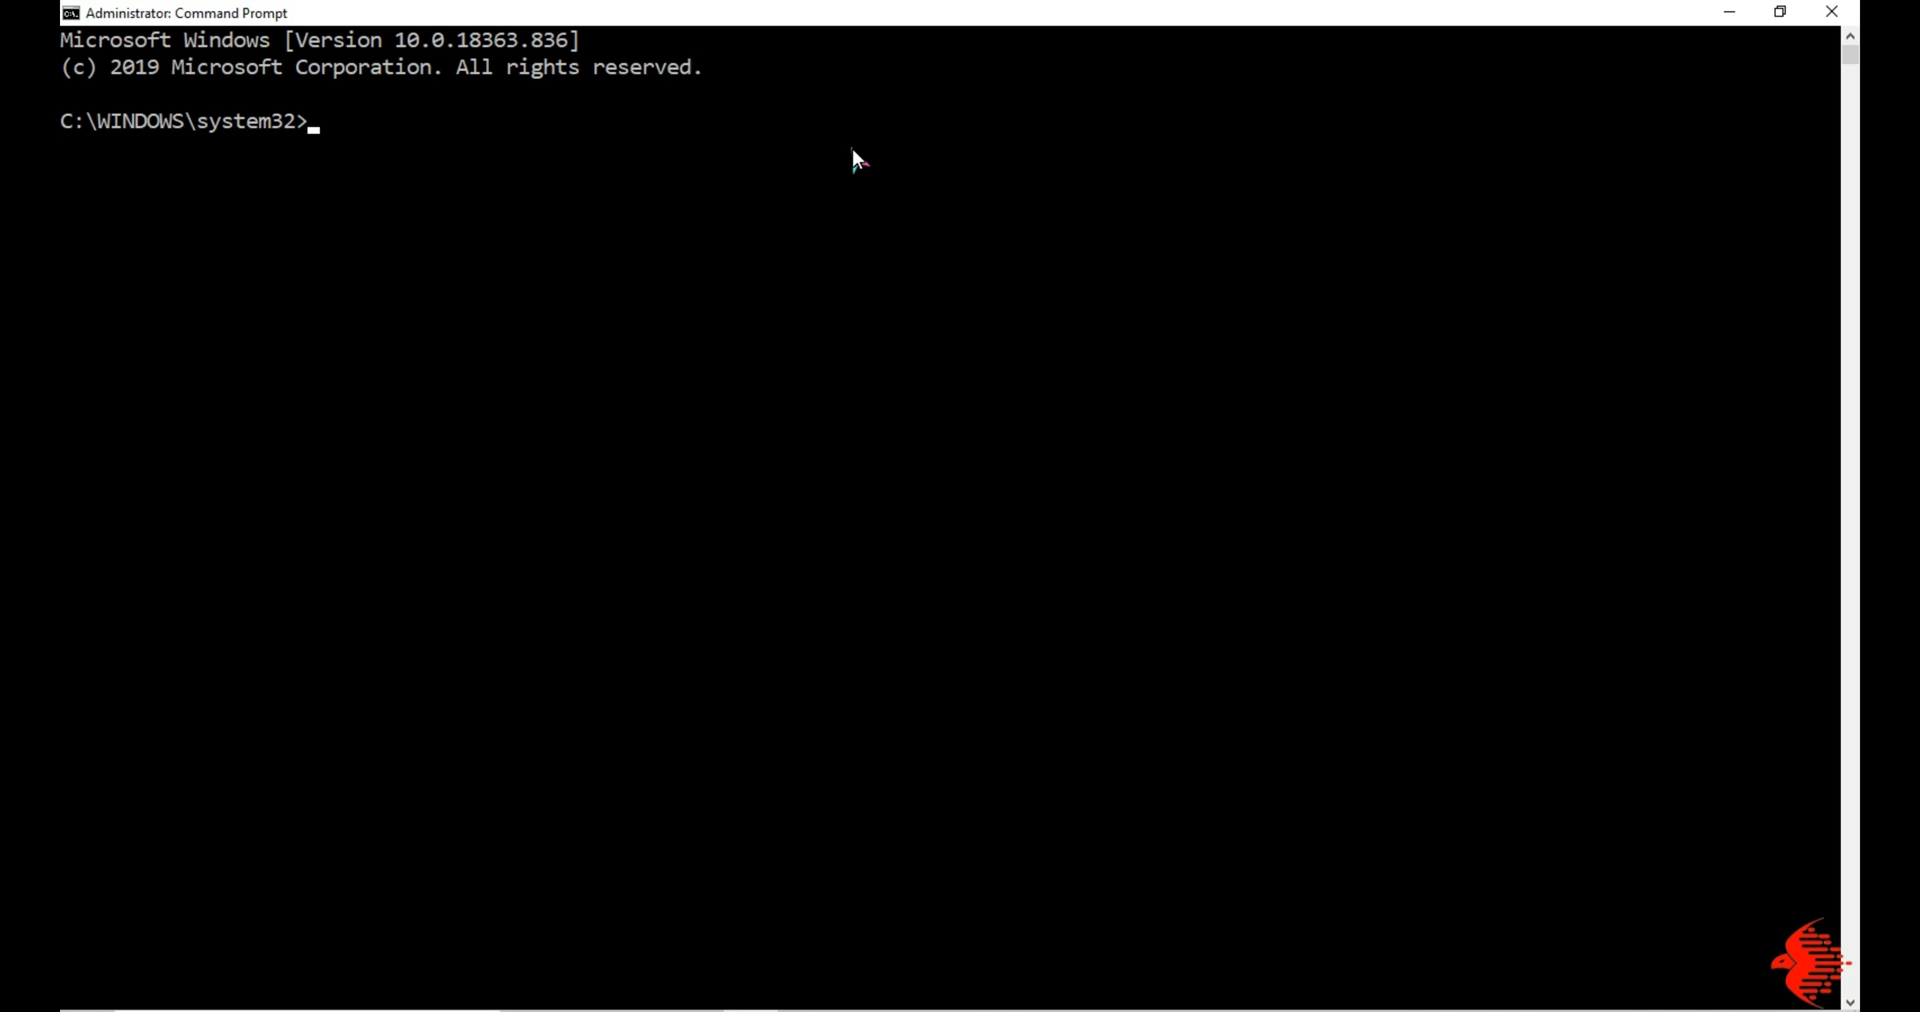 Administrator: Command Prompt
Microsoft Windows [Version 10.0.18363.836]
(c) 2019 Microsoft Corporation. All rights reserved.
C:\WINDOWS\system32>